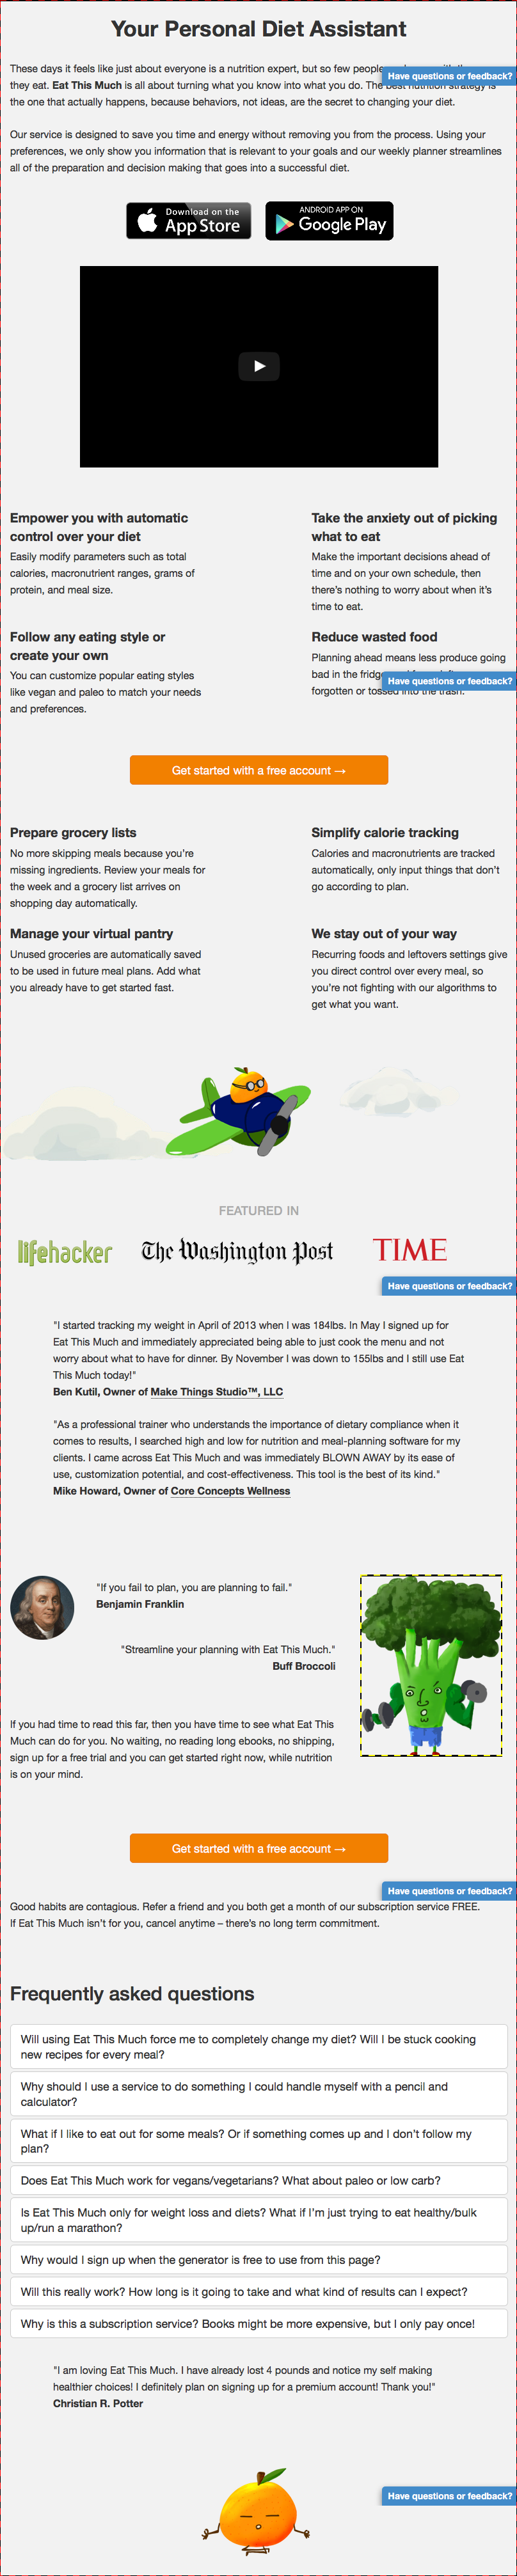 Your Personal Diet Assistant
These days it feels like just about everyone is a nutrition expert, but so few people
Have questions or feedback?
they eat. Eat This Much is all about turning what you know into what you do. The best nutrition strategy is
the one that actually happens, because behaviors, not ideas, are the secret to changing your diet.
Our service is designed to save you time and energy without removing you from the process. Using your
preferences, we only show you information that is relevant to your goals and our weekly planner streamlines
all of the preparation and decision making that goes into a successful diet.
Download on the
App Store
ANDROID APP ON
Google Play
Empower you with automatic
control over your diet
Easily modify parameters such as total
calories, macronutrient ranges, grams of
protein, and meal size.
Take the anxiety out of picking
what to eat
Make the important decisions ahead of
time and on your own schedule, then
there's nothing to worry about when it's
time to eat.
Follow any eating style or
create your own
You can customize popular eating styles
like vegan and paleo to match your needs
and preferences.
Reduce wasted food
Planning ahead means less produce going
bad in the fridge
Have questions or feedback?
forgotten or tossed into the trash.
Get started with a free account →
Prepare grocery lists
No more skipping meals because you're
missing ingredients. Review your meals for
the week and a grocery list arrives on
shopping day automatically.
Simplify calorie tracking
Calories and macronutrients are tracked
automatically, only input things that don't
go according to plan.
Manage your virtual pantry
Unused groceries are automatically saved
to be used in future meal plans. Add what
you already have to get started fast.
We stay out of your way
Recurring foods and leftovers settings give
you direct control over every meal, so
you're not fighting with our algorithms to
get what you want.
FEATURED IN
lifehacker
The Washington Post
TIME
Have questions or feedback?
"I started tracking my weight in April of 2013 when I was 184lbs. In May I signed up for
Eat This Much and immediately appreciated being able to just cook the menu and not
worry about what to have for dinner. By November I was down to 155lbs and I still use Eat
This Much today!"
Ben Kutil, Owner of Make Things Studio™, LLC
"As a professional trainer who understands the importance of dietary compliance when it
comes to results, I searched high and low for nutrition and meal-planning software for my
clients. I came across Eat This Much and was immediately BLOWN AWAY by its ease of
use, customization potential, and cost-effectiveness. This tool is the best of its kind."
Mike Howard, Owner of Core Concepts Wellness
"If you fail to plan, you are planning to fail."
Benjamin Franklin
"Streamline your planning with Eat This Much."
Buff Broccoli
If you had time to read this far, then you have time to see what Eat This
Much can do for you. No waiting, no reading long ebooks, no shipping,
sign up for a free trial and you can get started right now, while nutrition
is on your mind.
Get started with a free account →
Have questions or feedback?
Good habits are contagious. Refer a friend and you both get a month of our subscription service FREE.
If Eat This Much isn't for you, cancel anytime – there's no long term commitment.
Frequently asked questions
Will using Eat This Much force me to completely change my diet? Will I be stuck cooking
new recipes for every meal?
Why should I use a service to do something I could handle myself with a pencil and
calculator?
What if I like to eat out for some meals? Or if something comes up and I don't follow my
plan?
Does Eat This Much work for vegans/vegetarians? What about paleo or low carb?
Is Eat This Much only for weight loss and diets? What if I'm just trying to eat healthy/bulk
up/run a marathon?
Why would I sign up when the generator is free to use from this page?
Will this really work? How long is it going to take and what kind of results can I expect?
Why is this a subscription service? Books might be more expensive, but I only pay once!
"I am loving Eat This Much. I have already lost 4 pounds and notice my self making
healthier choices! I definitely plan on signing up for a premium account! Thank you!"
Christian R. Potter
Have questions or feedback?